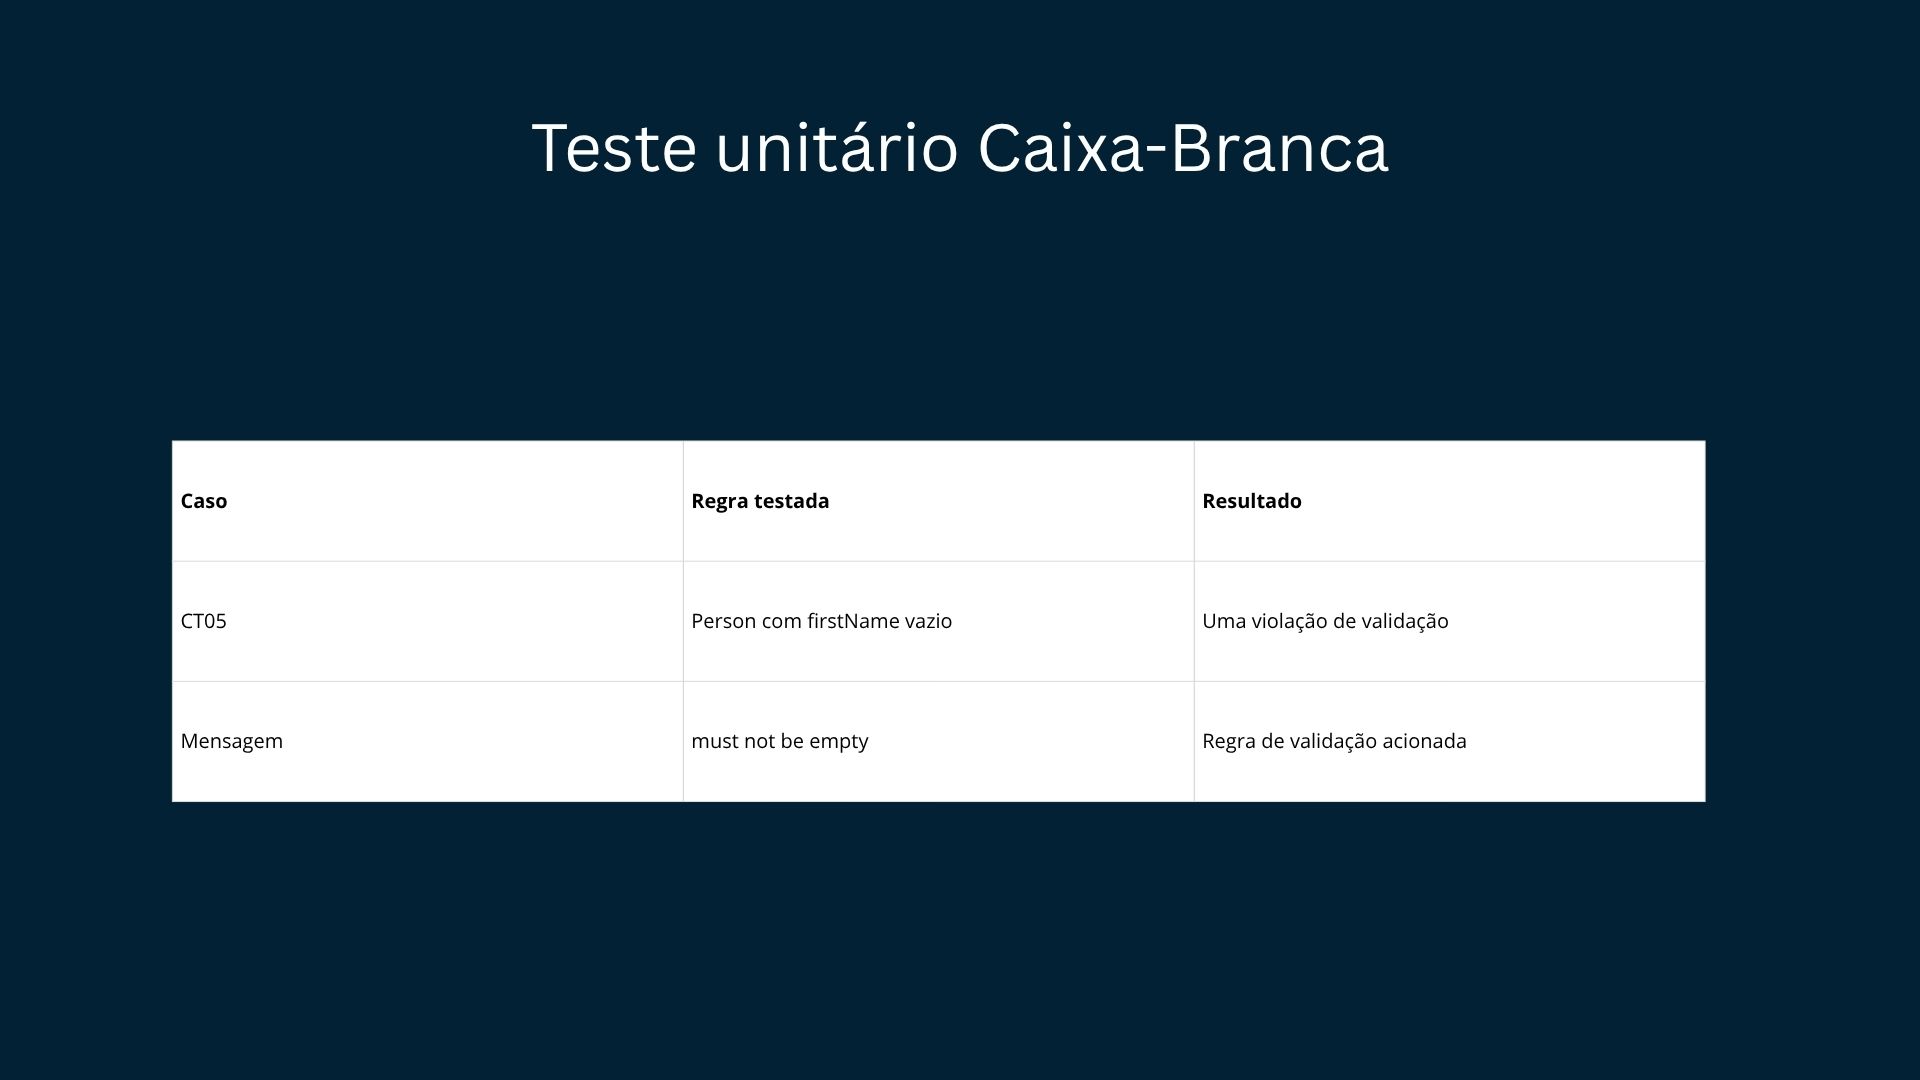 Teste unitário Caixa-Branca
Caso Regra testada Resultado
CT05 Person com firstName vazio Uma violação de validação
Mensagem must not be empty Regra de validação acionada